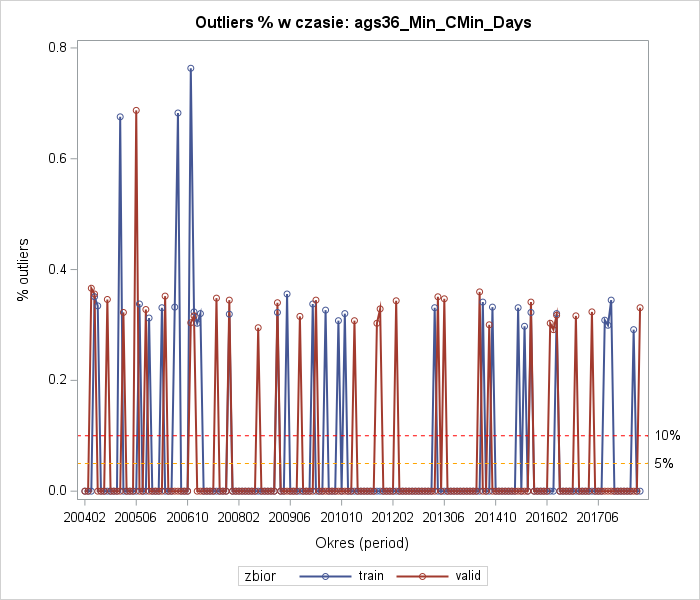 Outliers % w czasie: ags36_Min_CMin_Days
% outliers
0.8
0.6
0.4
0.2
0.0
10%
5%
200402 200506 200610 200802 200906 201010 201202 201306 201410 201602 201706
Okres (period)
zbior train valid